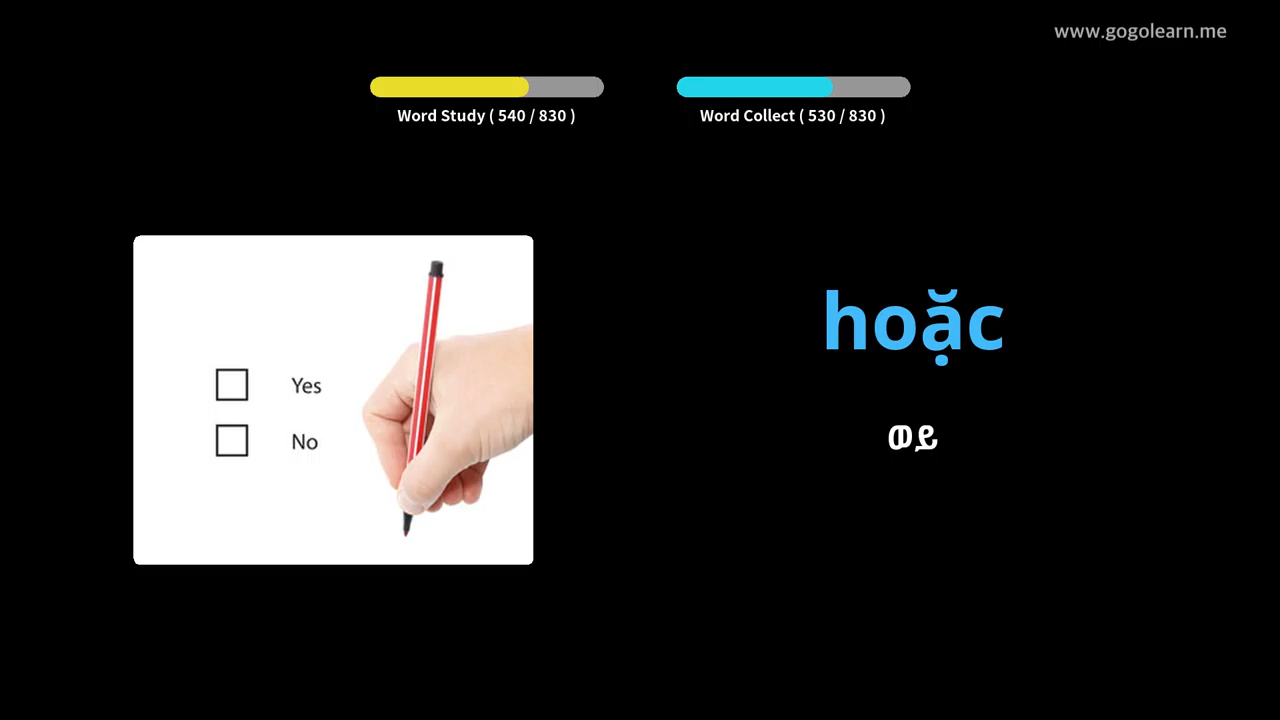 www.gogolearn.me
Word Study ( 540 / 830 )
Word Collect ( 530 / 830 )
Yes
No
hoặc
ወይ